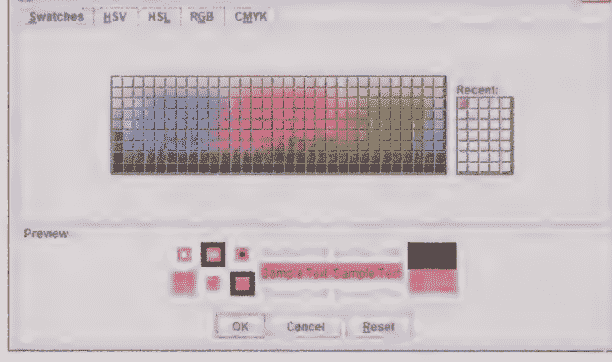 Swatches HSV HSL RGB CMYK
Recent:
Preview
Sample Text Sample Text
OK Cancel Reset